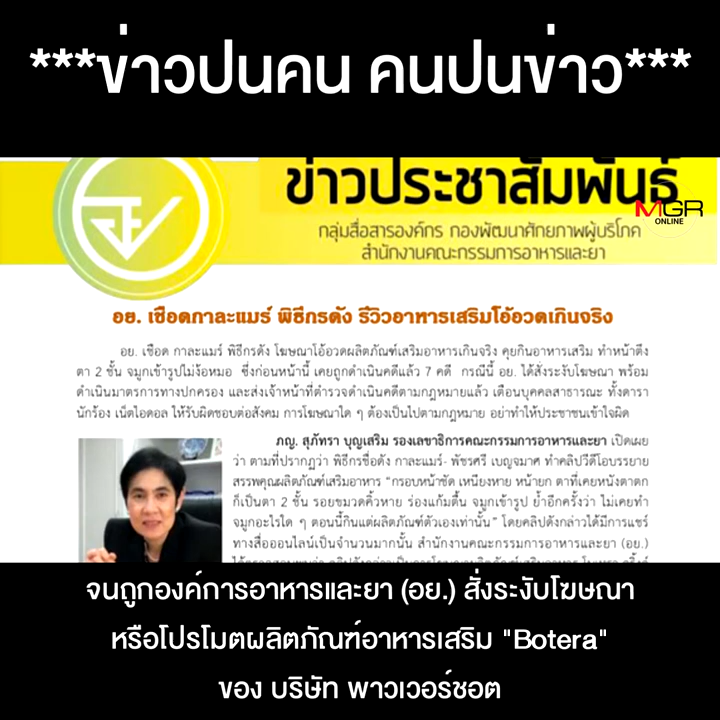 ***ข่าวปนคน คนปนข่าว***
ข่าวประชาสัมพันธ์
MGR
ONLINE
กลุ่มสื่อสารองค์กร กองพัฒนาศักยภาพผู้บริโภค
สำนักงานคณะกรรมการอาหารและยา
อย. เชือดกาละแมร์ พิธีกรดัง รีวิวอาหารเสริมโอ้อวดเกินจริง
อย. เชือด กาละแมร์ พิธีกรดัง โฆษณาโอ้อวดผลิตภัณฑ์เสริมอาหารเกินจริง คุยกินอาหารเสริม ทำหน้าตึง
ตา 2 ชั้น จมูกเข้ารูปไม่ง้อหมอ ซึ่งก่อนหน้านี้ เคยถูกดำเนินคดีแล้ว 7 คดี กรณีนี้ อย. ได้สั่งระงับโฆษณา พร้อม
ดำเนินมาตรการทางปกครอง และส่งเจ้าหน้าที่ตำรวจดำเนินคดีตามกฎหมายแล้ว เตือนบุคคลสาธารณะ ทั้งดารา
นักร้อง เน็ตไอดอล ให้รับผิดชอบต่อสังคม การโฆษณาใด ๆ ต้องเป็นไปตามกฎหมาย อย่าทำให้ประชาชนเข้าใจผิด
ภญ. สุภัทรา บุญเสริม รองเลขาธิการคณะกรรมการอาหารและยา เปิดเผย
ว่า ตามที่ปรากฏว่า พิธีกรชื่อดัง กาละแมร์- พัชรศรี เบญจมาศ ทำคลิปวีดีโอบรรยาย
สรรพคุณผลิตภัณฑ์เสริมอาหาร "กรอบหน้าชัด เหนียงหาย หน้ายก ตาที่เคยหนังตาตก
ก็เป็นตา 2 ชั้น รอยขมวดคิ้วหาย ร่องแก้มตื้น จมูกเข้ารูป ย้ำอีกครั้งว่า ไม่เคยทำ
จมูกอะไรใด ๆ ตอนนี้กินแต่ผลิตภัณฑ์ตัวเองเท่านั้น" โดยคลิปดังกล่าวได้มีการแชร์
ทางสื่อออนไลน์เป็นจำนวนมากนั้น สำนักงานคณะกรรมการอาหารและยา (อย.)
จนถูกองค์การอาหารและยา (อย.) สั่งระงับโฆษณา
หรือโปรโมตผลิตภัณฑ์อาหารเสริม "Botera"
ของ บริษัท พาวเวอร์ชอต